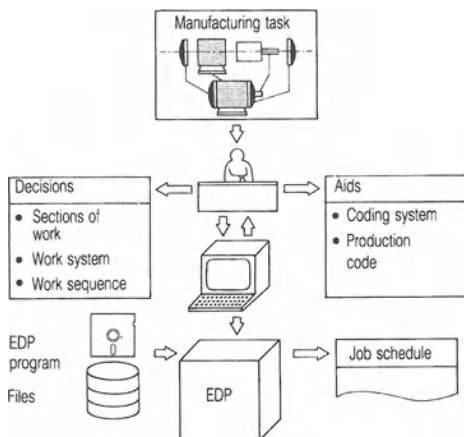 Manufacturing task
Decisions
• Sections of
work
• Work system
• Work sequence
Aids
• Coding system
• Production
code
EDP
program
Files
EDP
Job schedule